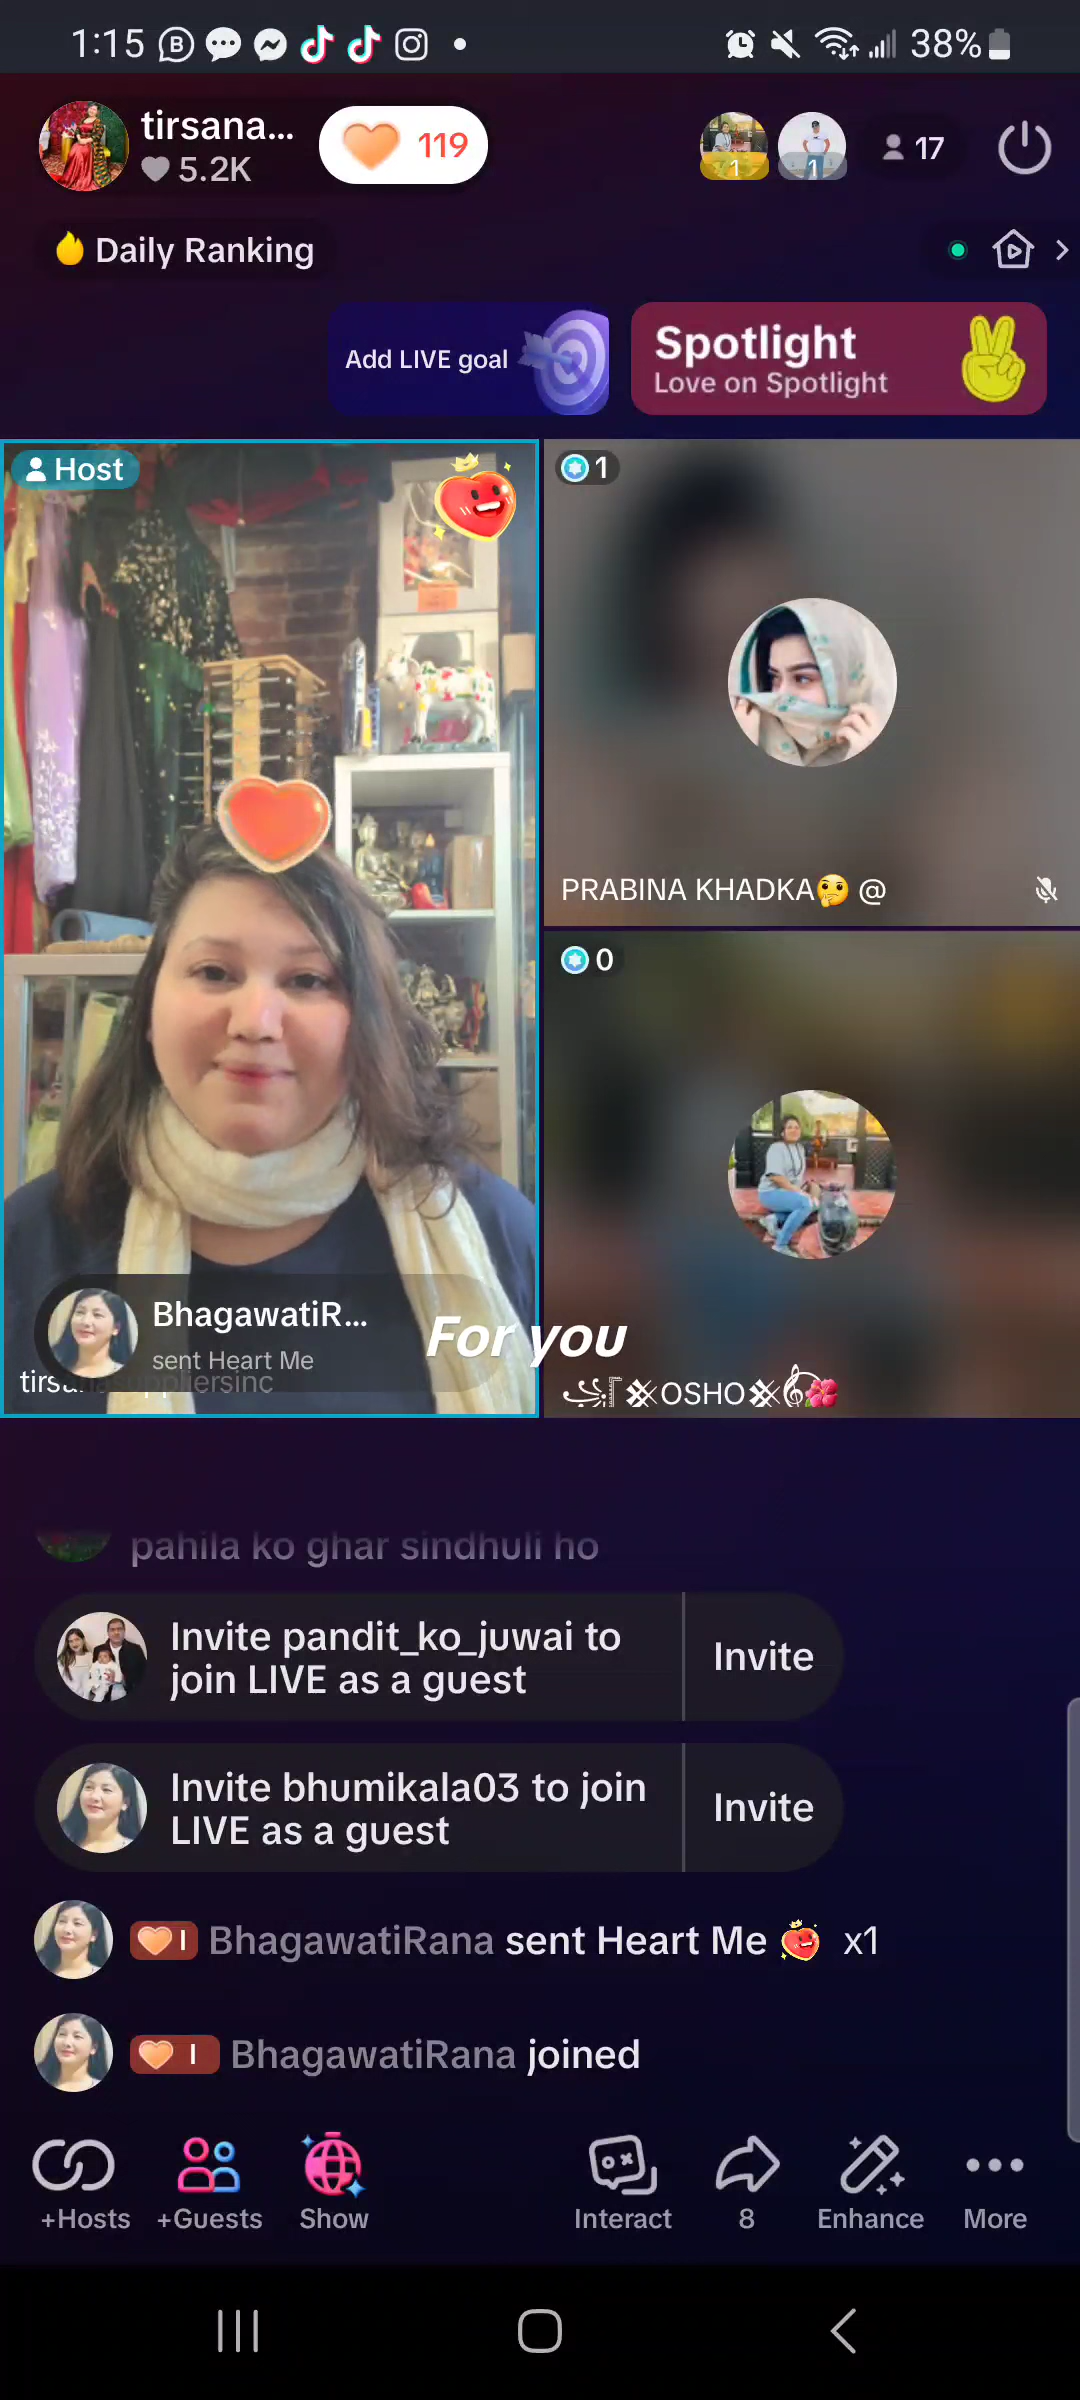 1:15
38%
tirsana...
119
5.2K
1
1
17
Daily Ranking
Add LIVE goal
Spotlight
Love on Spotlight
Host
1
PRABINA KHADKA🤔 @
0
BhagawatiR...
sent Heart Me
For you
tirsanasuppliersinc
OSHO
pahila ko ghar sindhuli ho
Invite pandit_ko_juwai to
join LIVE as a guest
Invite
Invite bhumikala03 to join
LIVE as a guest
Invite
I BhagawatiRana sent Heart Me x1
I BhagawatiRana joined
+Hosts
+Guests
Show
Interact
8
Enhance
More